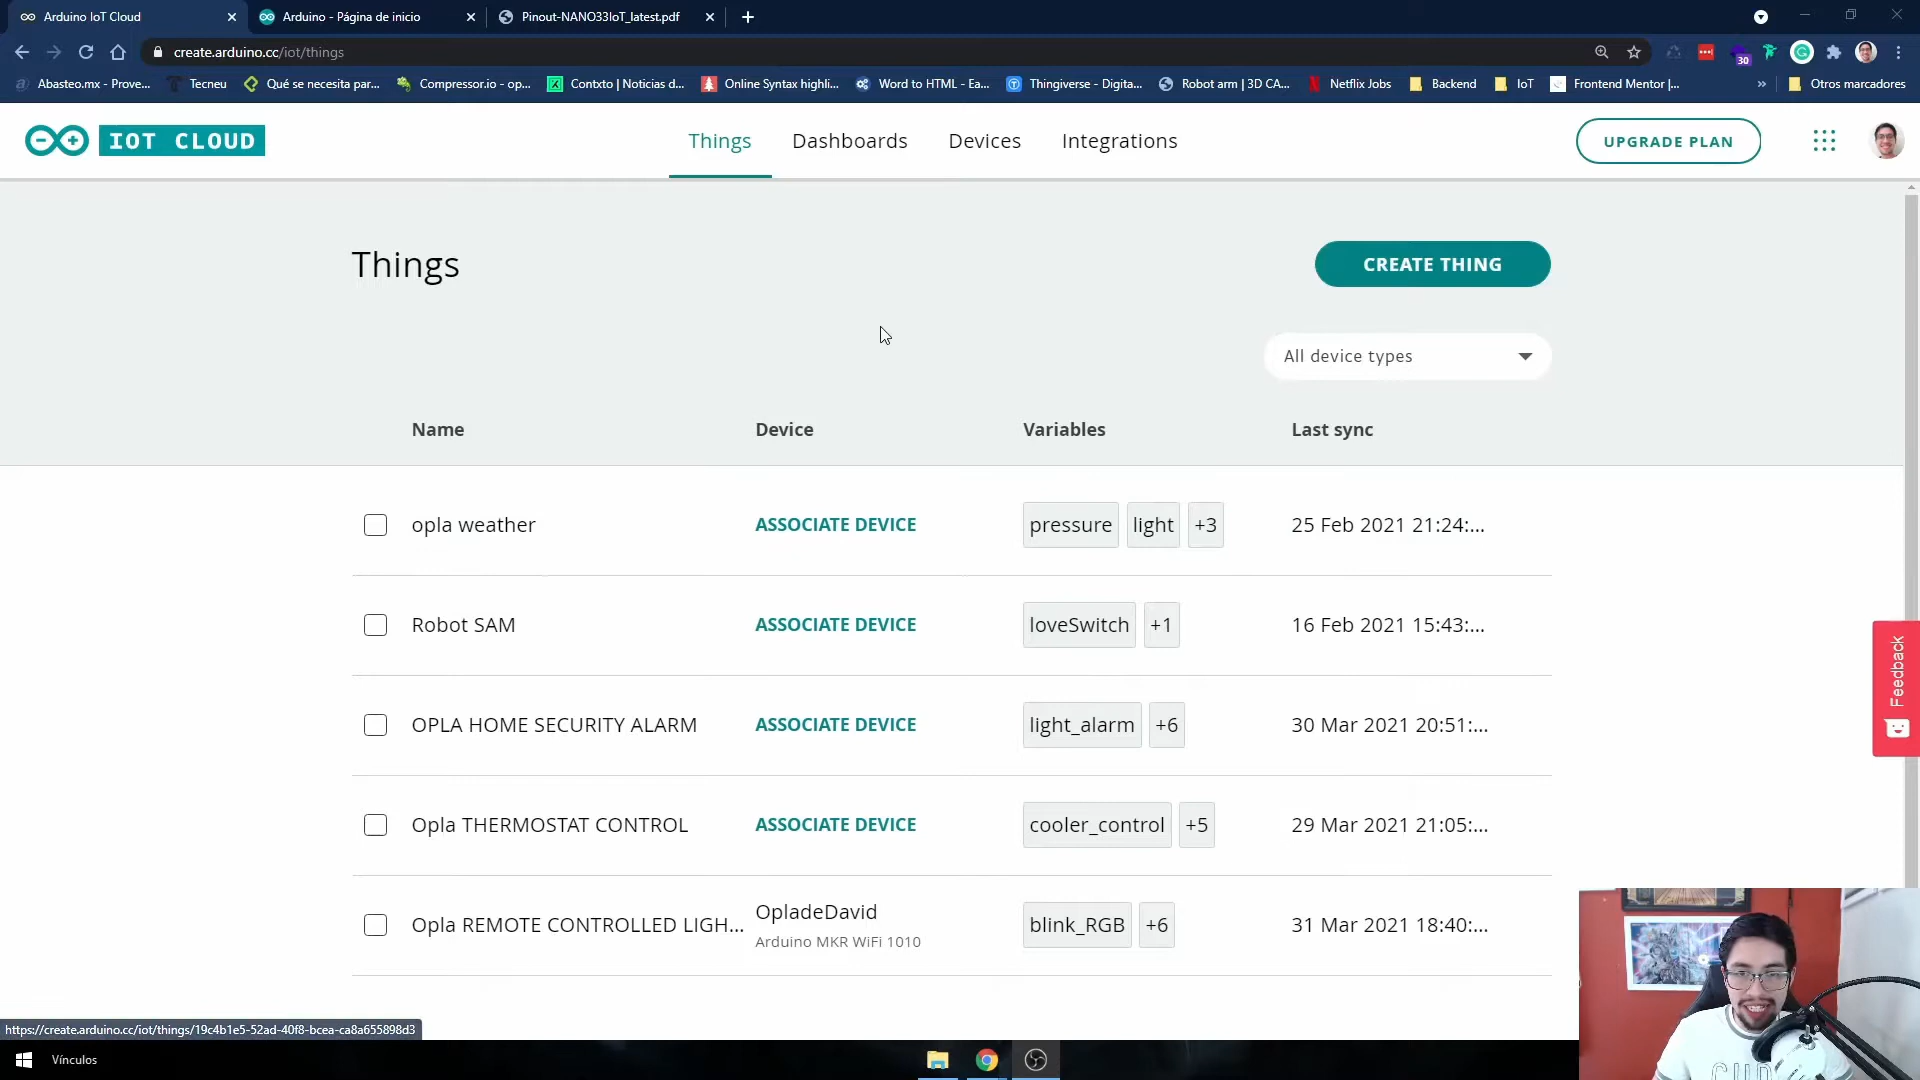 Arduino IoT Cloud
Arduino - Página de inicio
Pinout-NANO33IoT_latest.pdf
create.arduino.cc/iot/things
30
Abasteo.mx - Prove...
Tecneu
Qué se necesita par...
Compressor.io - op...
Contxto | Noticias d...
Online Syntax highli...
Word to HTML - Ea...
Thingiverse - Digita...
Robot arm | 3D CA...
Netflix Jobs
Backend
IoT
Frontend Mentor |...
»
Otros marcadores
IOT CLOUD
Things
Dashboards
Devices
Integrations
UPGRADE PLAN
Things
CREATE THING
All device types
Name Device Variables Last sync
opla weather ASSOCIATE DEVICE pressure light +3 25 Feb 2021 21:24:...
Robot SAM ASSOCIATE DEVICE loveSwitch +1 16 Feb 2021 15:43:...
OPLA HOME SECURITY ALARM ASSOCIATE DEVICE light_alarm +6 30 Mar 2021 20:51:...
Opla THERMOSTAT CONTROL ASSOCIATE DEVICE cooler_control +5 29 Mar 2021 21:05:...
Opla REMOTE CONTROLLED LIGH... OpladeDavid blink_RGB +6 31 Mar 2021 18:40:...
Arduino MKR WiFi 1010
Feedback
https://create.arduino.cc/iot/things/19c4b1e5-52ad-40f8-bcea-ca8a655898d3
Vínculos